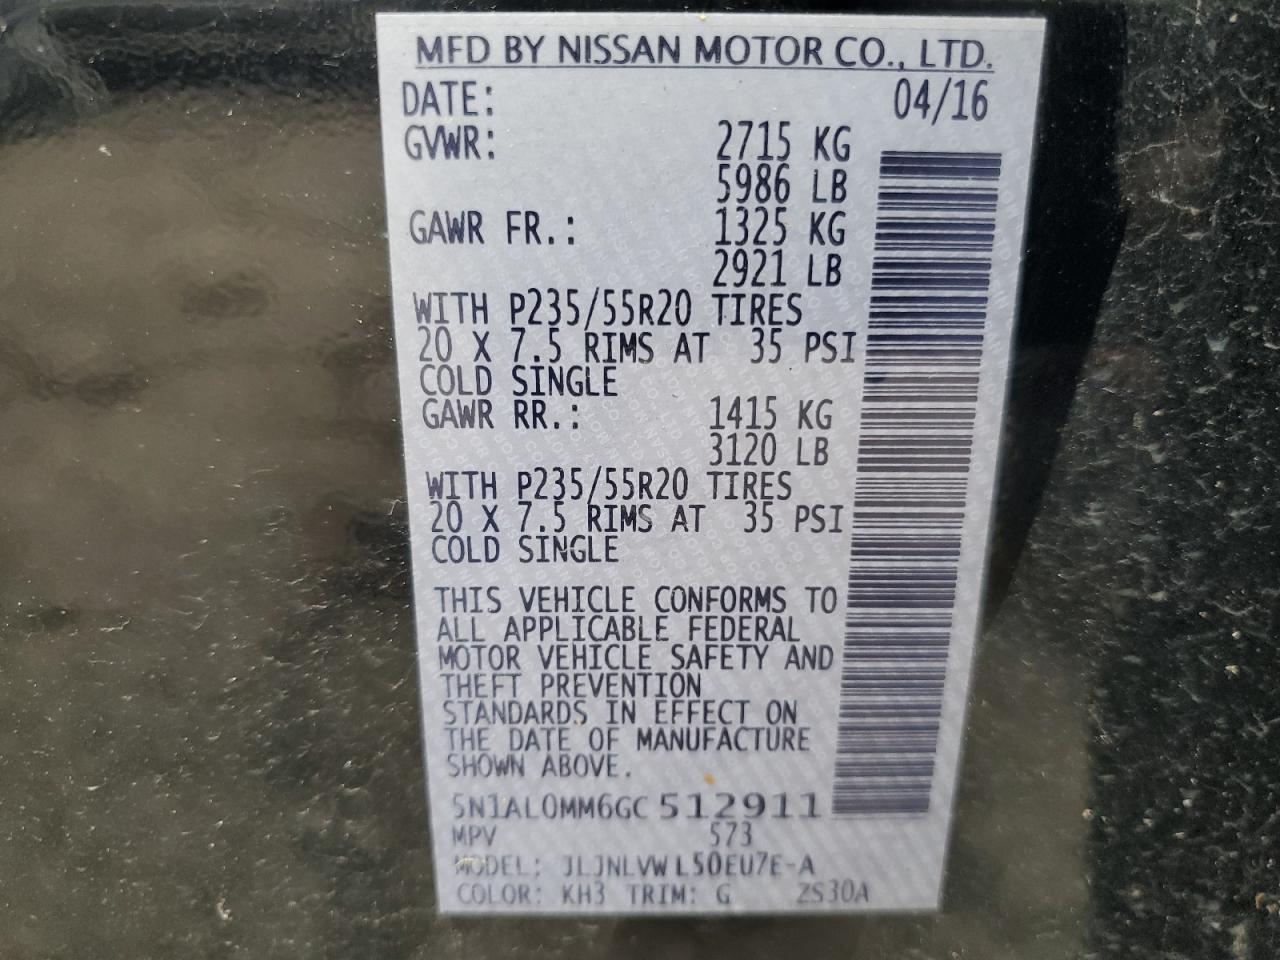 MFD BY NISSAN MOTOR CO., LTD.
DATE: 04/16
GVWR: 2715 KG
5986 LB
GAWR FR.: 1325 KG
2921 LB
WITH P235/55R20 TIRES
20 X 7.5 RIMS AT 35 PSI
COLD SINGLE
GAWR RR.: 1415 KG
3120 LB
WITH P235/55R20 TIRES
20 X 7.5 RIMS AT 35 PSI
COLD SINGLE
THIS VEHICLE CONFORMS TO
ALL APPLICABLE FEDERAL
MOTOR VEHICLE SAFETY AND
THEFT PREVENTION
STANDARDS IN EFFECT ON
THE DATE OF MANUFACTURE
SHOWN ABOVE.
5N1AL0MM6GC 512911
MPV 573
MODEL: JLJNLVW L50EU7E-A
COLOR: KH3 TRIM: G 2S30A